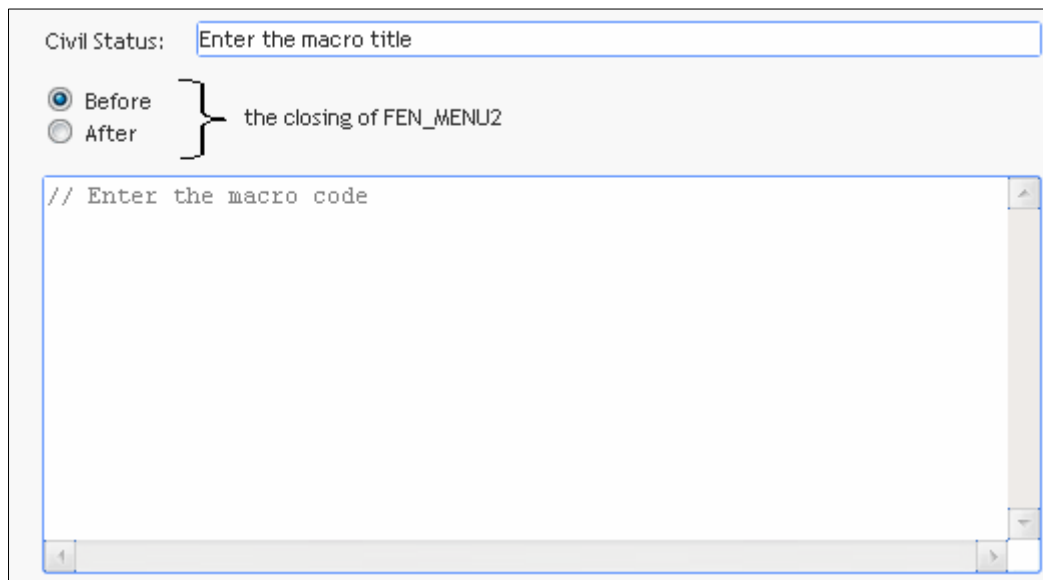 Civil Status: Enter the macro title
Before
the closing of FEN_MENU2
After
// Enter the macro code